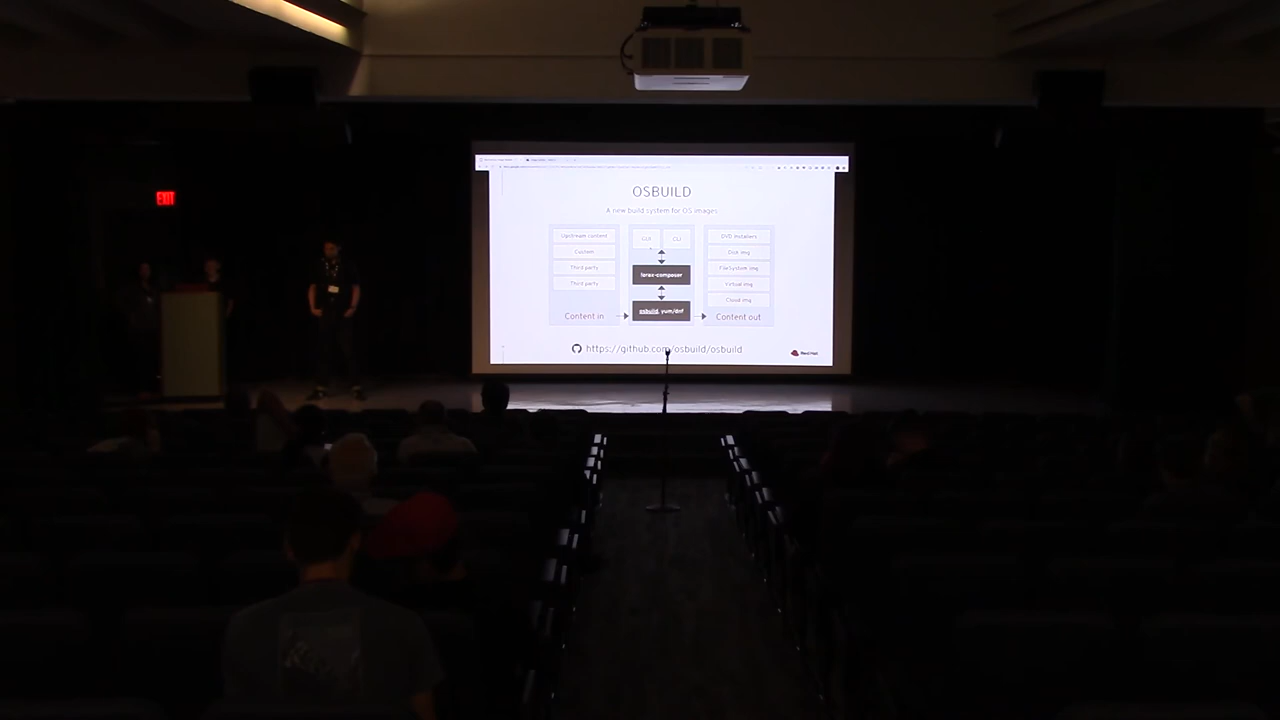 EXIT
OSBUILD
A new build system for OS images
Upstream content
Custom
Third party
Third party
Content in
GUI
CLI
lorax-composer
osbuild, yum/dnf
DVD Installers
Disk img
FileSystem img
Virtual img
Cloud img
Content out
https://github.com/osbuild/osbuild
Red Hat